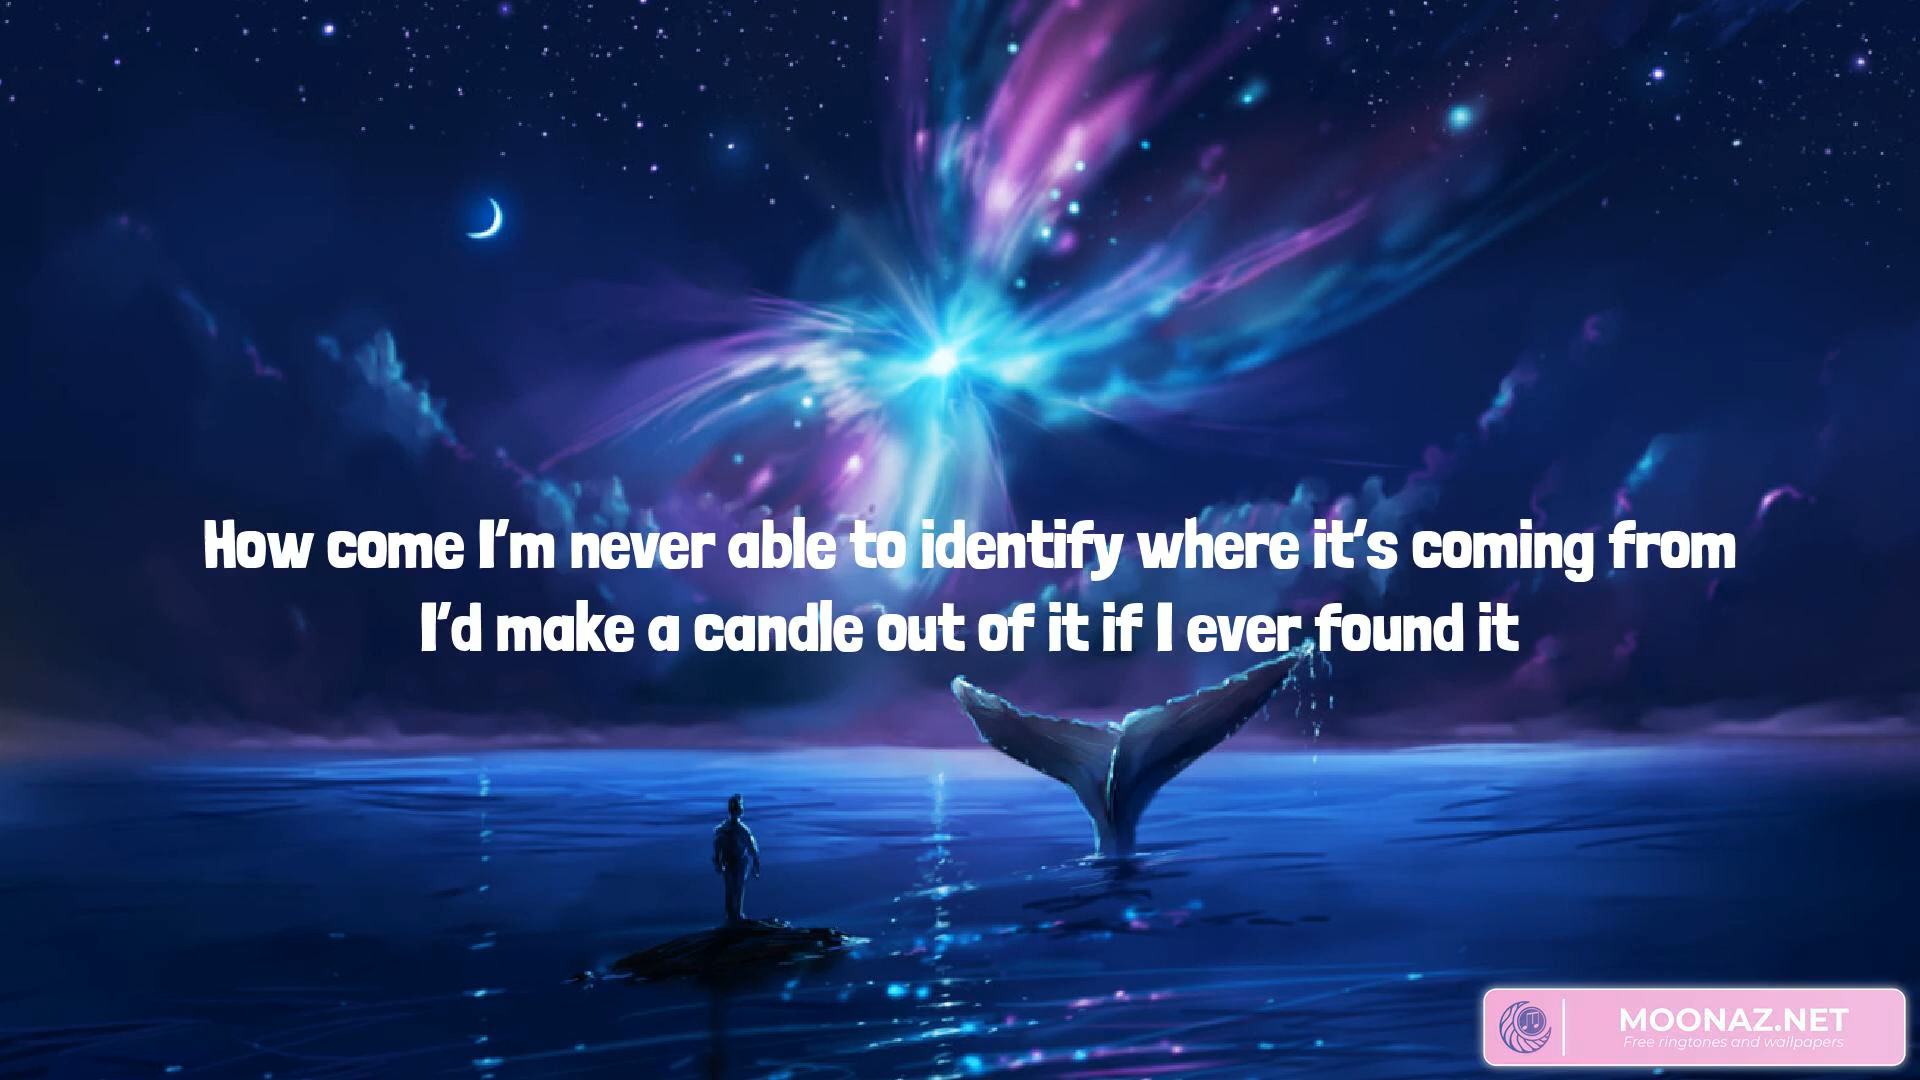 How come I'm never able to identify where it's coming from
I'd make a candle out of it if I ever found it
MOONAZ.NET
Free ringtones and wallpapers